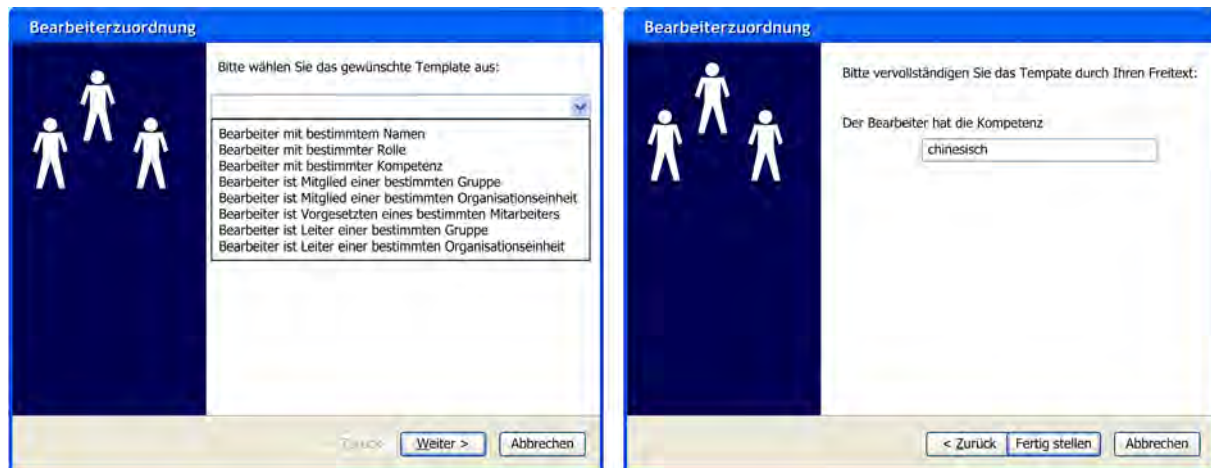 Bearbeiterzuordnung
Bitte wählen Sie das gewünschte Template aus:
Bearbeiter mit bestimmtem Namen
Bearbeiter mit bestimmter Rolle
Bearbeiter mit bestimmter Kompetenz
Bearbeiter ist Mitglied einer bestimmten Gruppe
Bearbeiter ist Mitglied einer bestimmten Organisationseinheit
Bearbeiter ist Vorgesetzten eines bestimmten Mitarbeiters
Bearbeiter ist Leiter einer bestimmten Gruppe
Bearbeiter ist Leiter einer bestimmten Organisationseinheit
Weiter > Abbrechen
Bearbeiterzuordnung
Bitte vervollständigen Sie das Tempate durch Ihren Freitext:
Der Bearbeiter hat die Kompetenz
chinesisch
< Zurück Fertig stellen Abbrechen